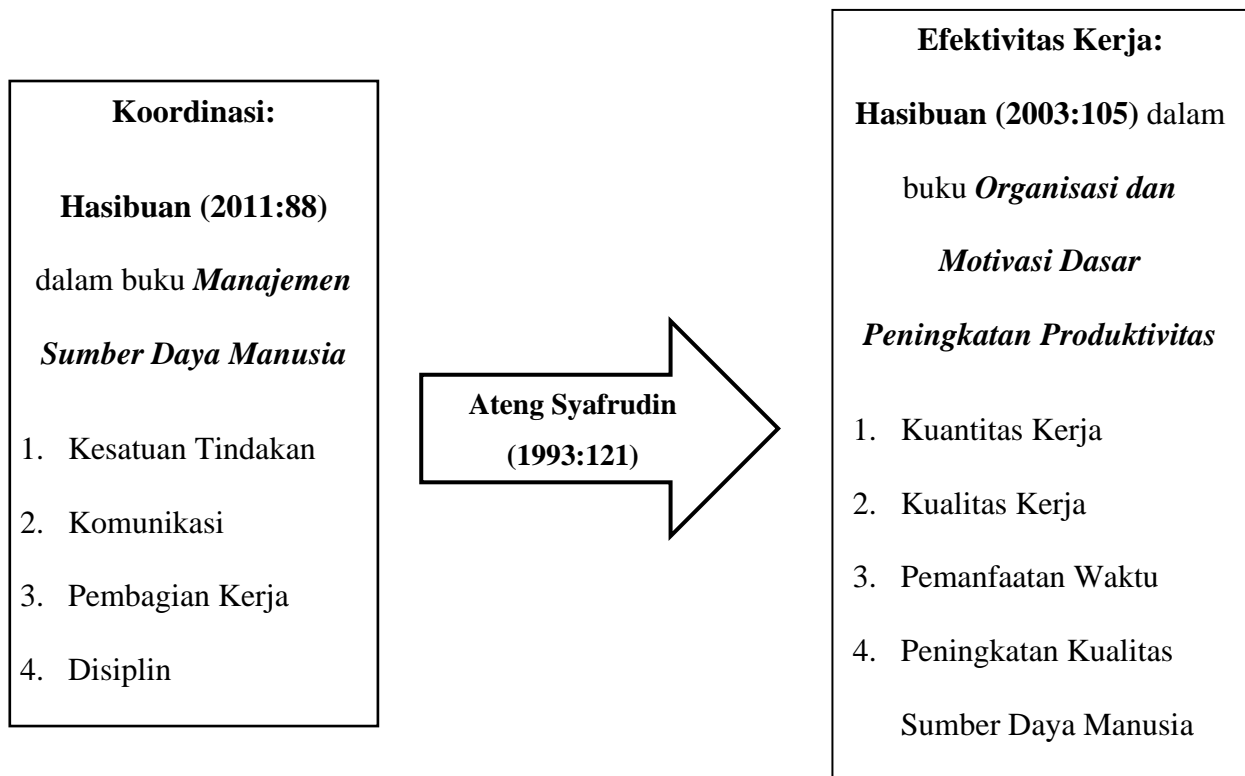 Koordinasi:
Hasibuan (2011:88)
dalam buku Manajemen
Sumber Daya Manusia
1. Kesatuan Tindakan
2. Komunikasi
3. Pembagian Kerja
4. Disiplin
Ateng Syafrudin
(1993:121)
Efektivitas Kerja:
Hasibuan (2003:105) dalam
buku Organisasi dan
Motivasi Dasar
Peningkatan Produktivitas
1. Kuantitas Kerja
2. Kualitas Kerja
3. Pemanfaatan Waktu
4. Peningkatan Kualitas
Sumber Daya Manusia